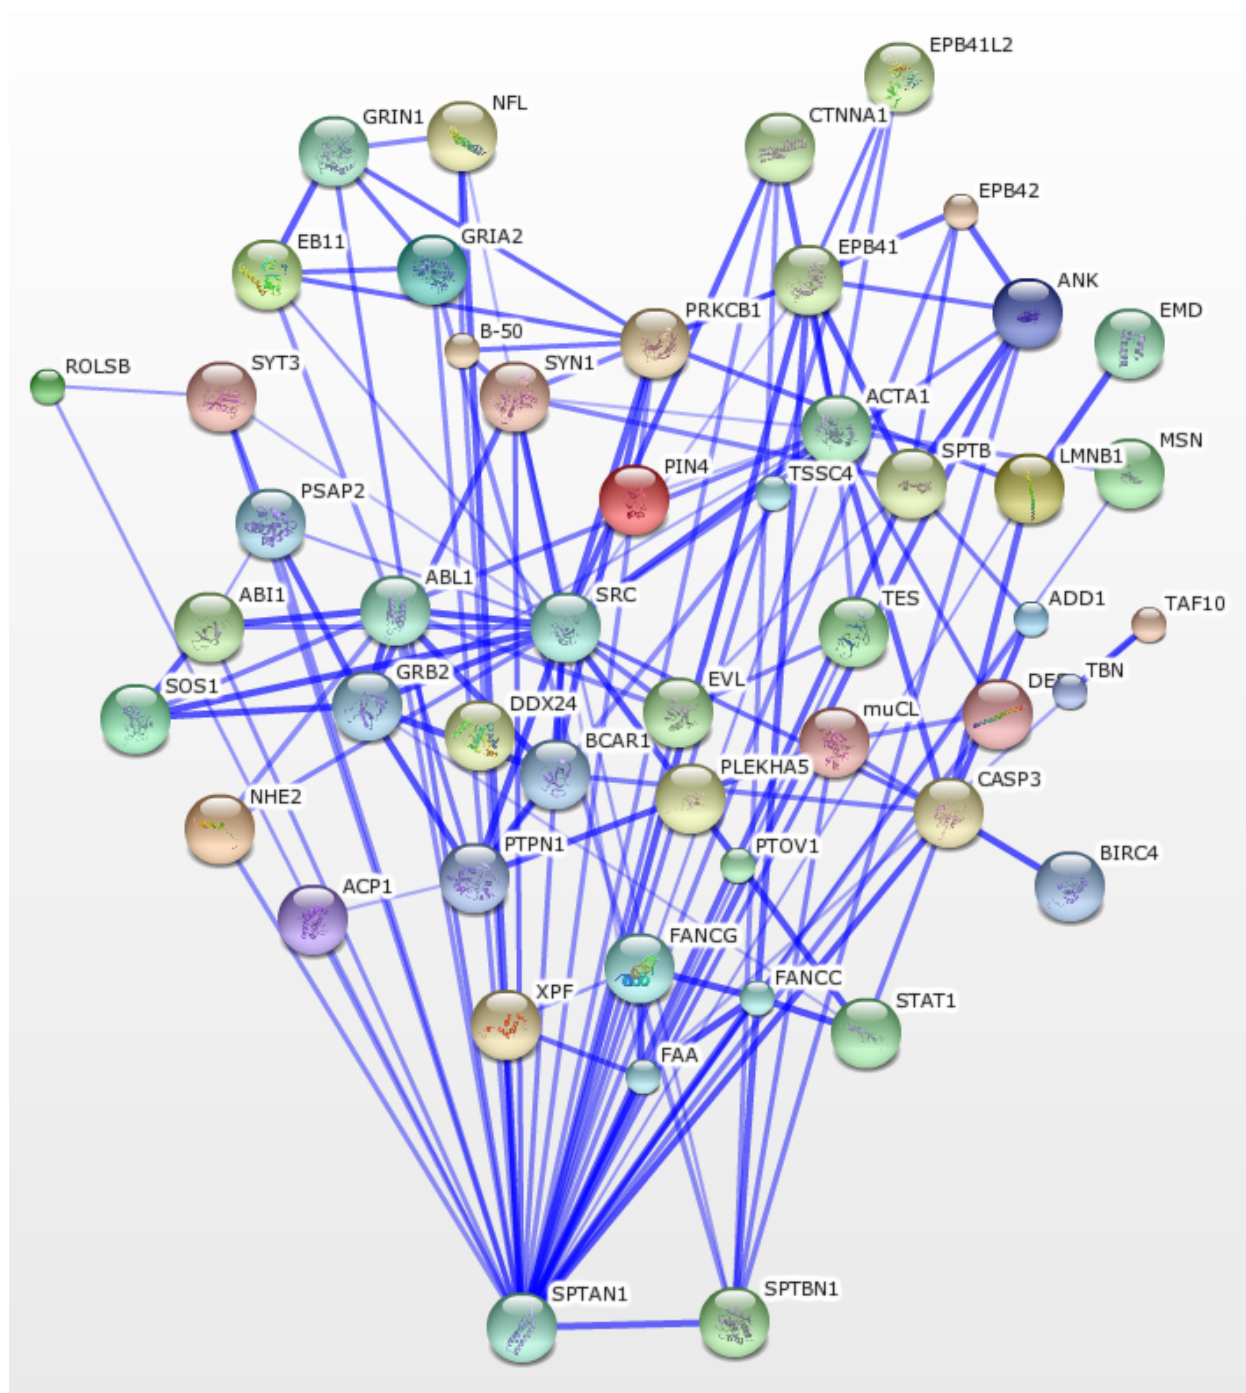 EPB41L2
NFL
GRIN1
CTNNA1
EPB42
EB11
GRIA2
EPB41
ANK
PRKCB1
EMD
B-50
SYN1
ROLSB
SYT3
ACTA1
MSN
SPTB
LMNB1
PIN4
TSSC4
PSAP2
ABL1
SRC
ABI1
TES
ADD1
TAF10
GRB2
EVL
DES
TBN
SOS1
DDX24
muCL
BCAR1
PLEKHA5
CASP3
NHE2
PTPN1
PTOV1
BIRC4
ACP1
FANCG
FANCC
XPF
STAT1
FAA
SPTAN1
SPTBN1